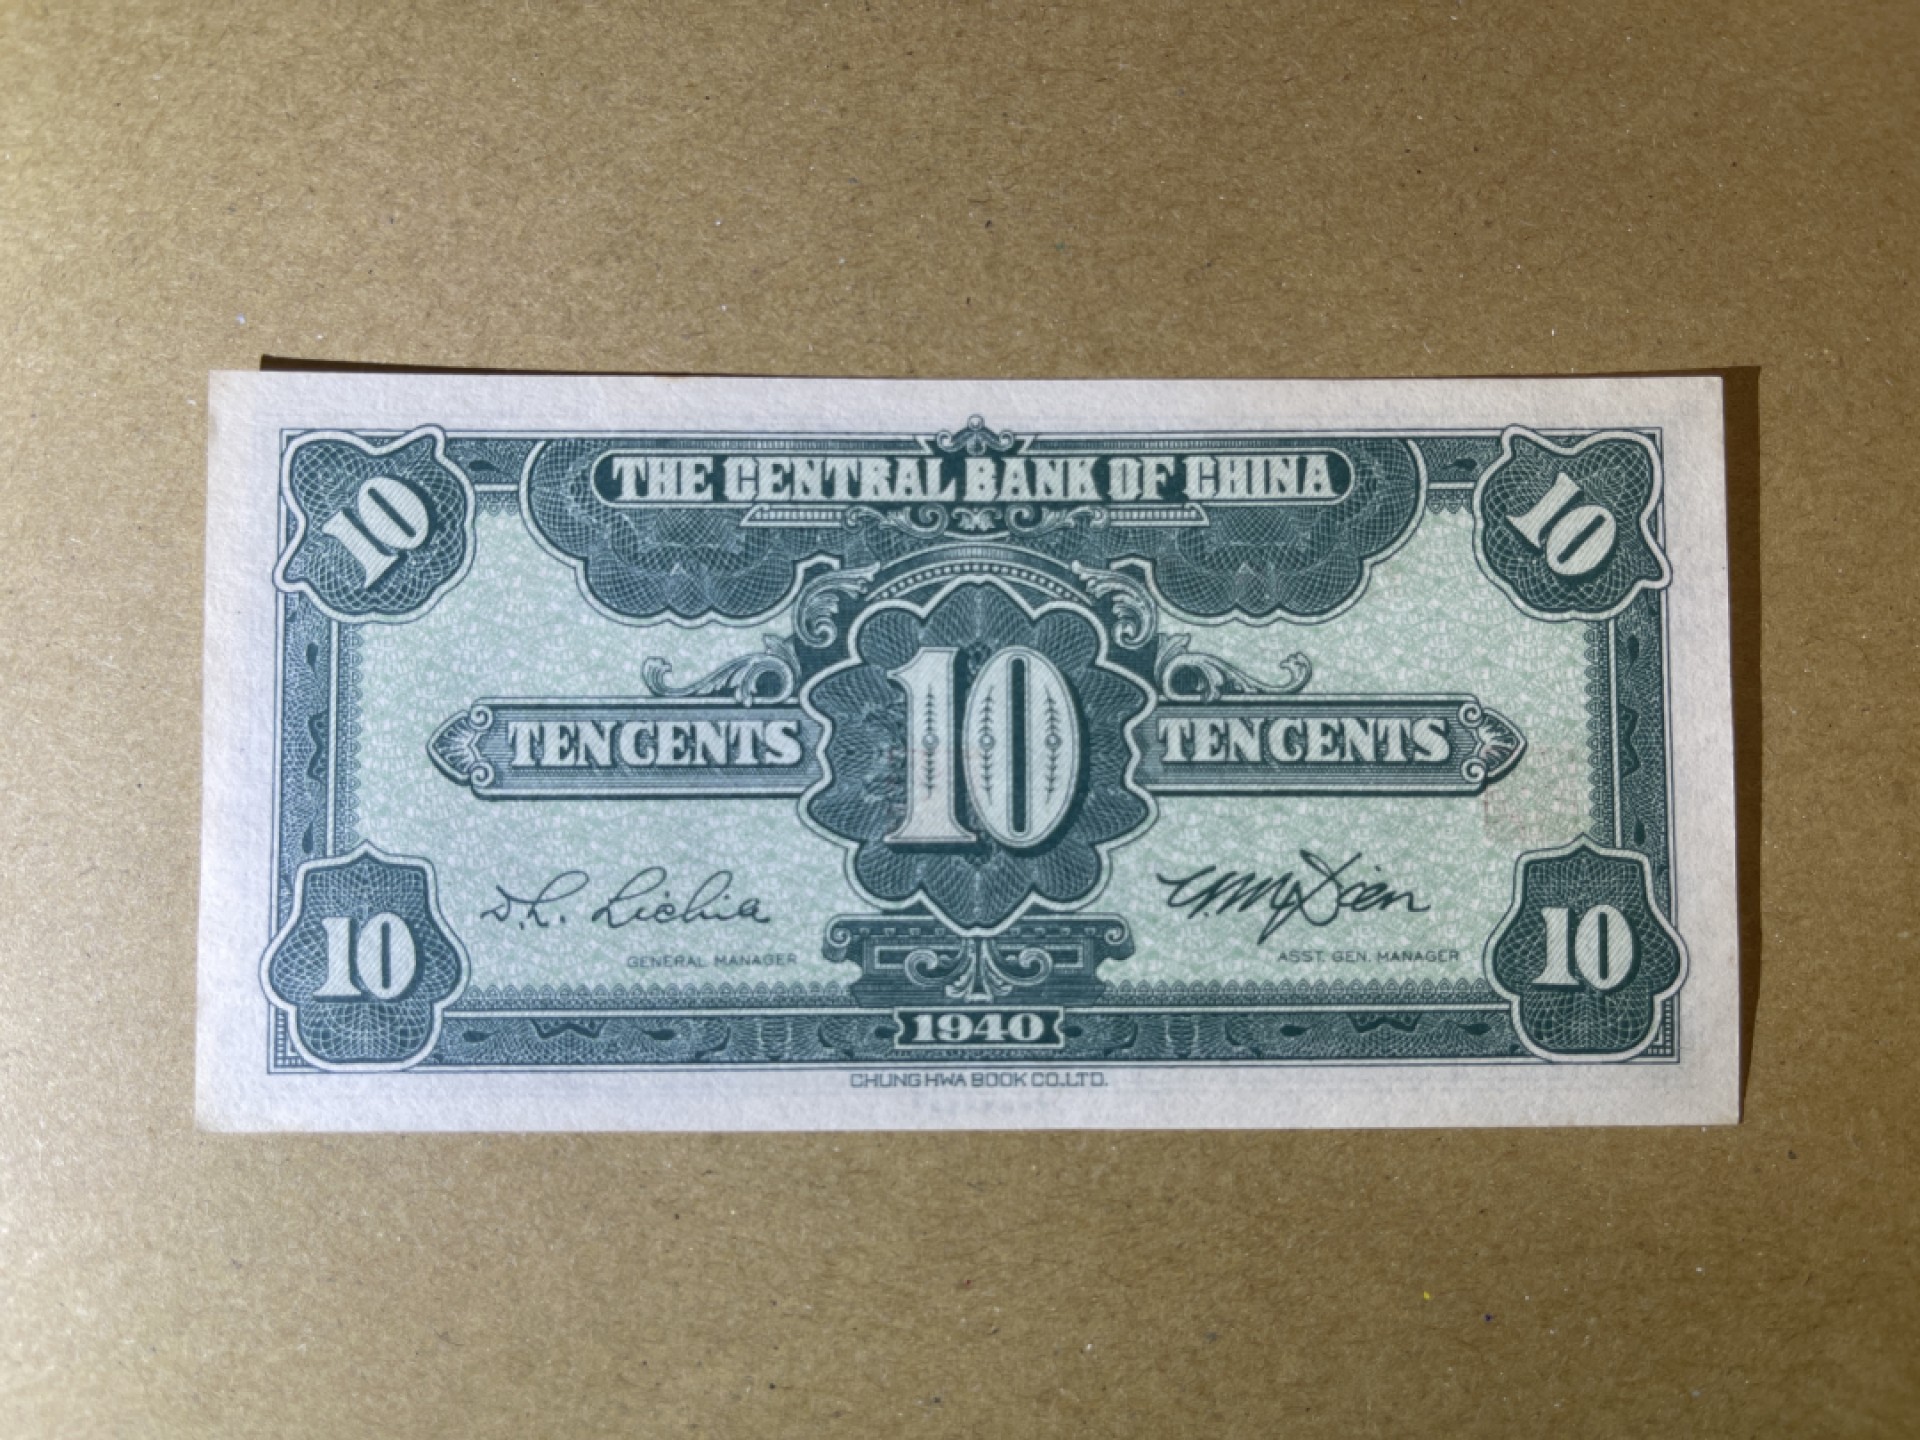 10 THE CENTRAL BANK OF CHINA 10
TEN CENTS 10 TEN CENTS
D. L. Lichia
GENERAL MANAGER ASST. GEN. MANAGER
10 10
1940
CHUNG HWA BOOK CO. LTD.